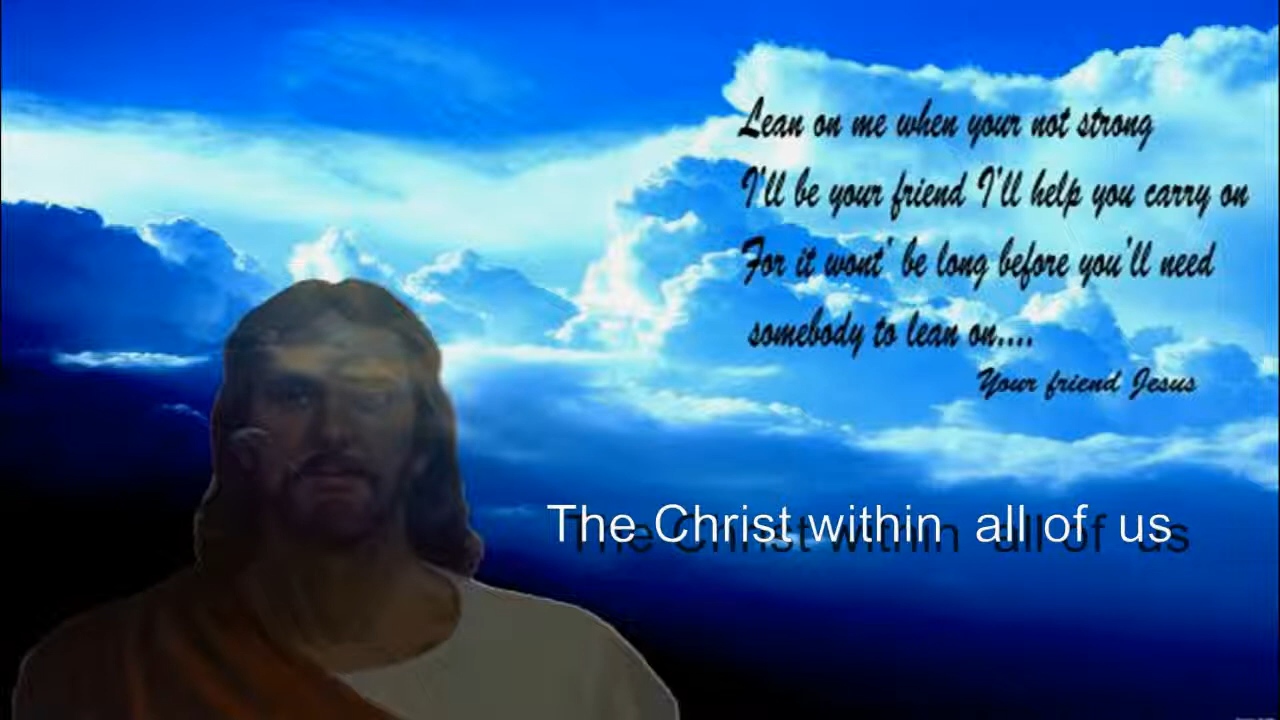 Lean on me when your not strong
I'll be your friend I'll help you carry on
For it wont' be long before you'll need
somebody to lean on....
Your friend Jesus
The Christ within all of us